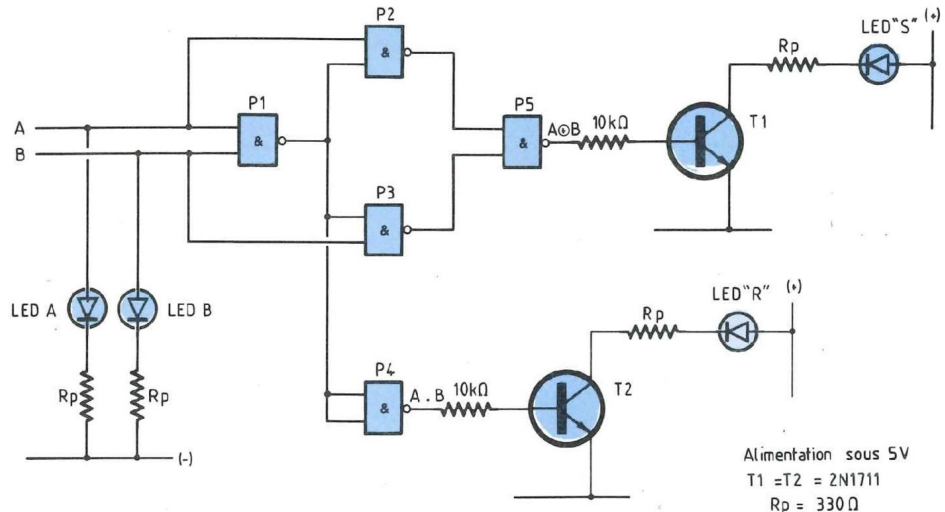 P2
LED "S"
(+)
Rp
P1
P5
A
&
A⊕B
10kΩ
T1
B
&
&
P3
&
LED "R"
(+)
LED A
LED B
Rp
P4
Rp
Rp
A . B
10kΩ
T2
&
(-)
Alimentation sous 5V
T1 =T2 = 2N1711
Rp = 330Ω